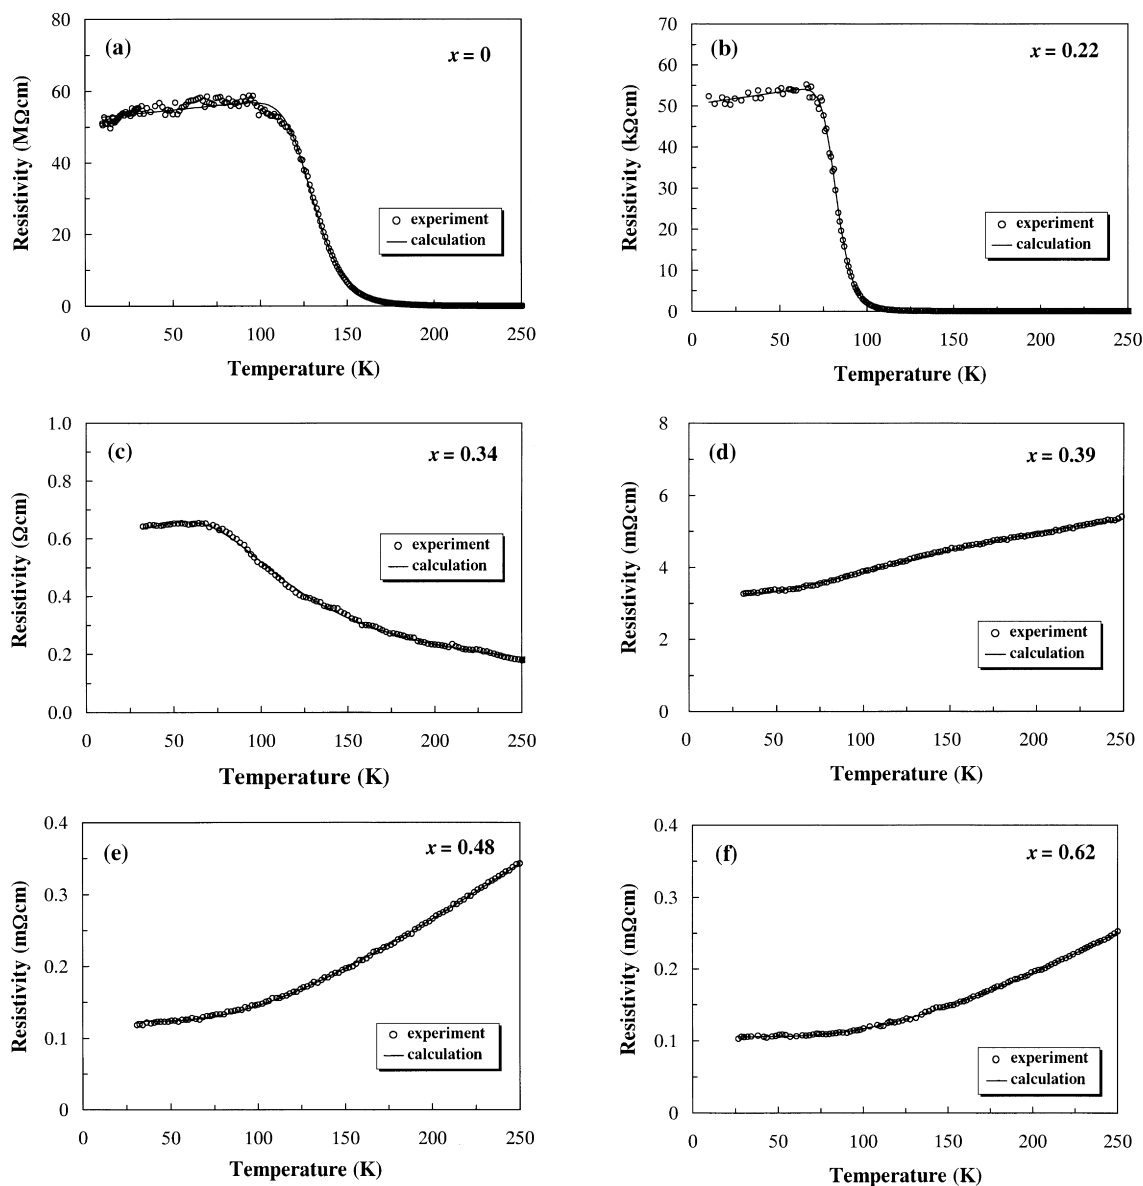 (a)
x = 0
80
60
40
20
0
Resistivity (MΩcm)
experiment
calculation
0 50 100 150 200 250
Temperature (K)
(b)
x = 0.22
70
60
50
40
30
20
10
0
Resistivity (kΩcm)
experiment
calculation
0 50 100 150 200 250
Temperature (K)
(c)
x = 0.34
1.0
0.8
0.6
0.4
0.2
0.0
Resistivity (Ωcm)
experiment
calculation
0 50 100 150 200 250
Temperature (K)
(d)
x = 0.39
8
6
4
2
0
Resistivity (mΩcm)
experiment
calculation
0 50 100 150 200 250
Temperature (K)
(e)
x = 0.48
0.4
0.3
0.2
0.1
0
Resistivity (mΩcm)
experiment
calculation
0 50 100 150 200 250
Temperature (K)
(f)
x = 0.62
0.4
0.3
0.2
0.1
0
Resistivity (mΩcm)
experiment
calculation
0 50 100 150 200 250
Temperature (K)